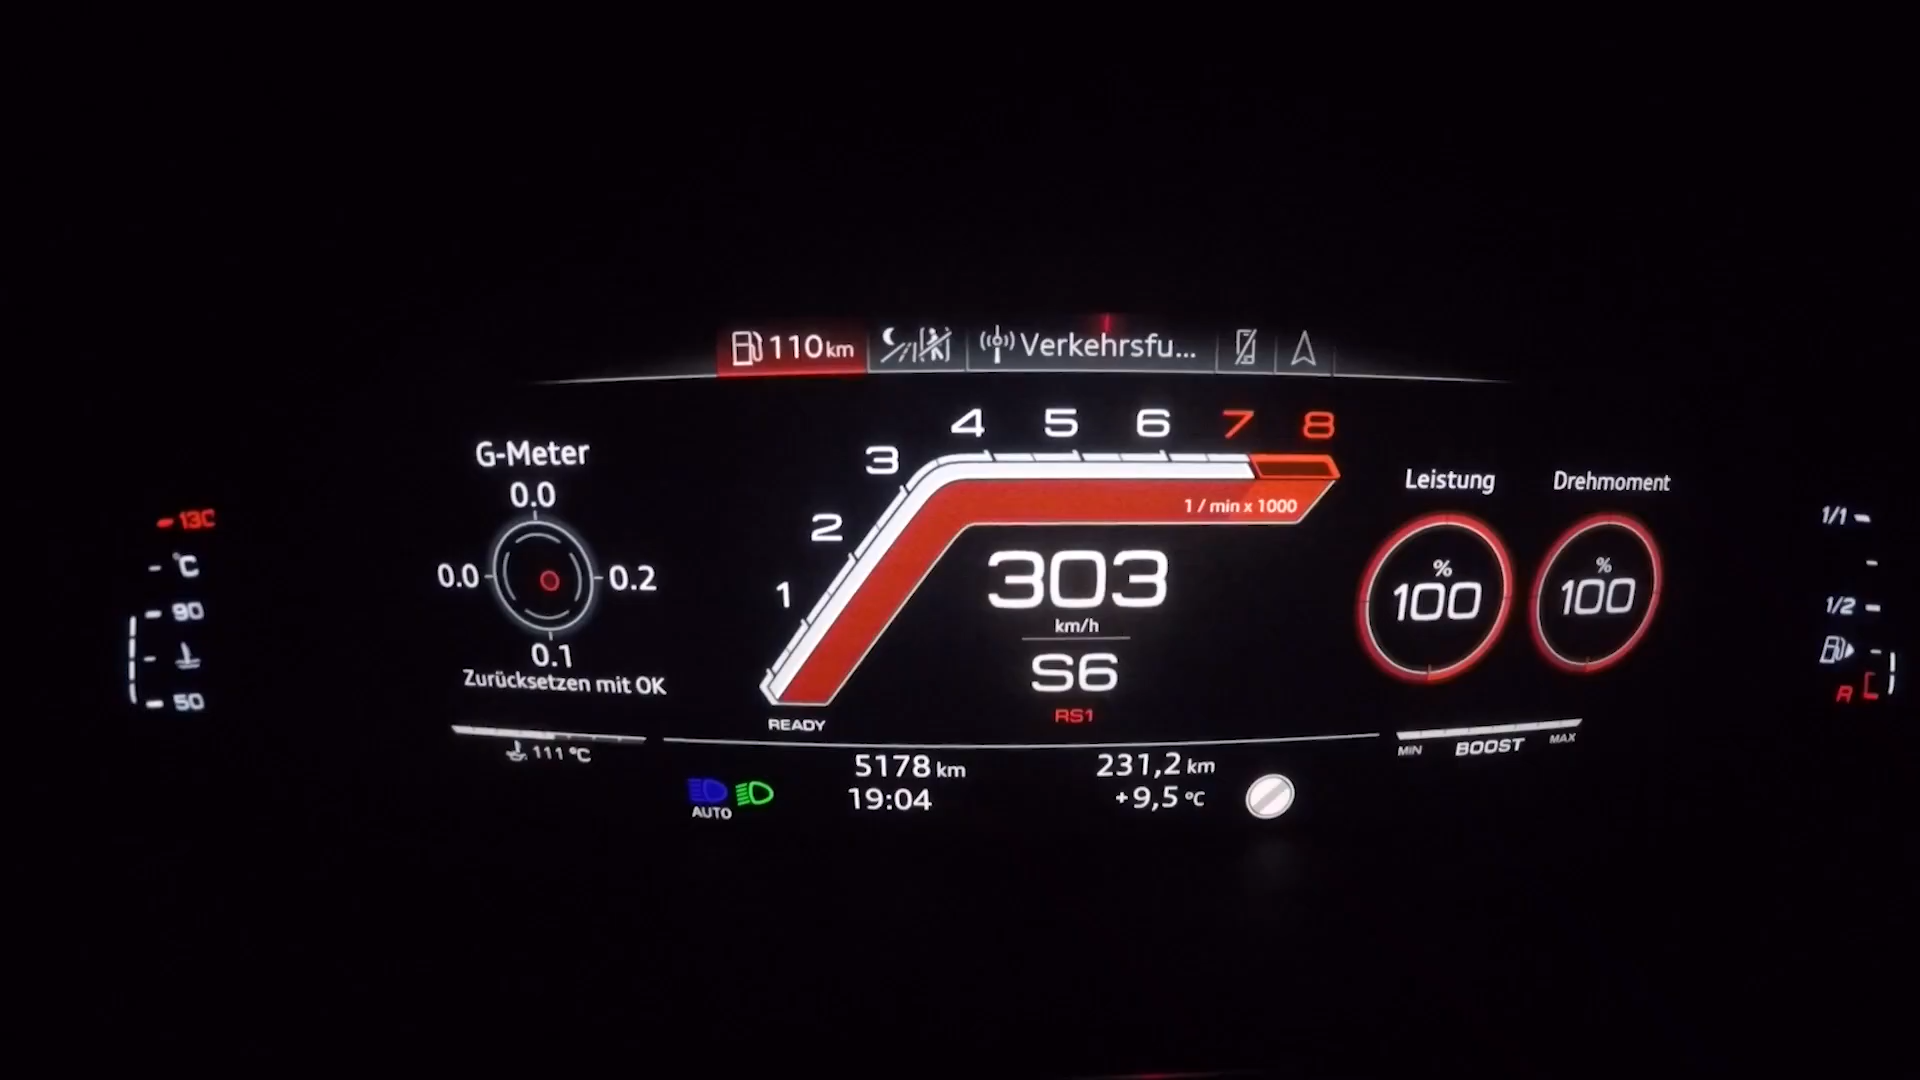 110 km
Verkehrsfu...
4 5 6 7 8
3
2
1
1 / min x 1000
G-Meter
0.0
0.0
0.2
0.1
Zurücksetzen mit OK
111 °C
°C
90
50
303
km/h
S6
RS1
READY
Leistung
%
100
Drehmoment
%
100
1/1
1/2
R
MIN BOOST MAX
5178 km
231,2 km
AUTO
19:04
+9,5 °C